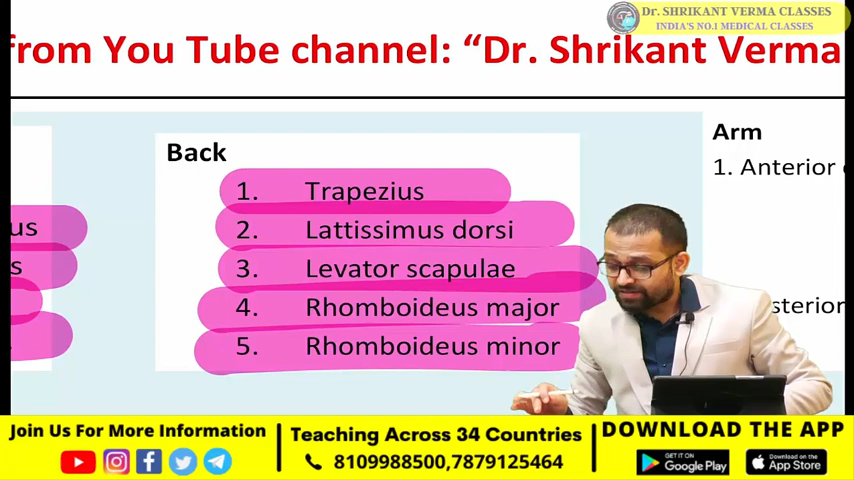 Dr. SHRIKANT VERMA CLASSES
INDIA'S NO.1 MEDICAL CLASSES
from You Tube channel: “Dr. Shrikant Verma
Back
1. Trapezius
2. Lattissimus dorsi
3. Levator scapulae
4. Rhomboideus major
5. Rhomboideus minor
us
s
Arm
1. Anterior
sterior
Join Us For More Information
Teaching Across 34 Countries
8109988500,7879125464
DOWNLOAD THE APP
GET IT ON
Google Play
Download on the
App Store